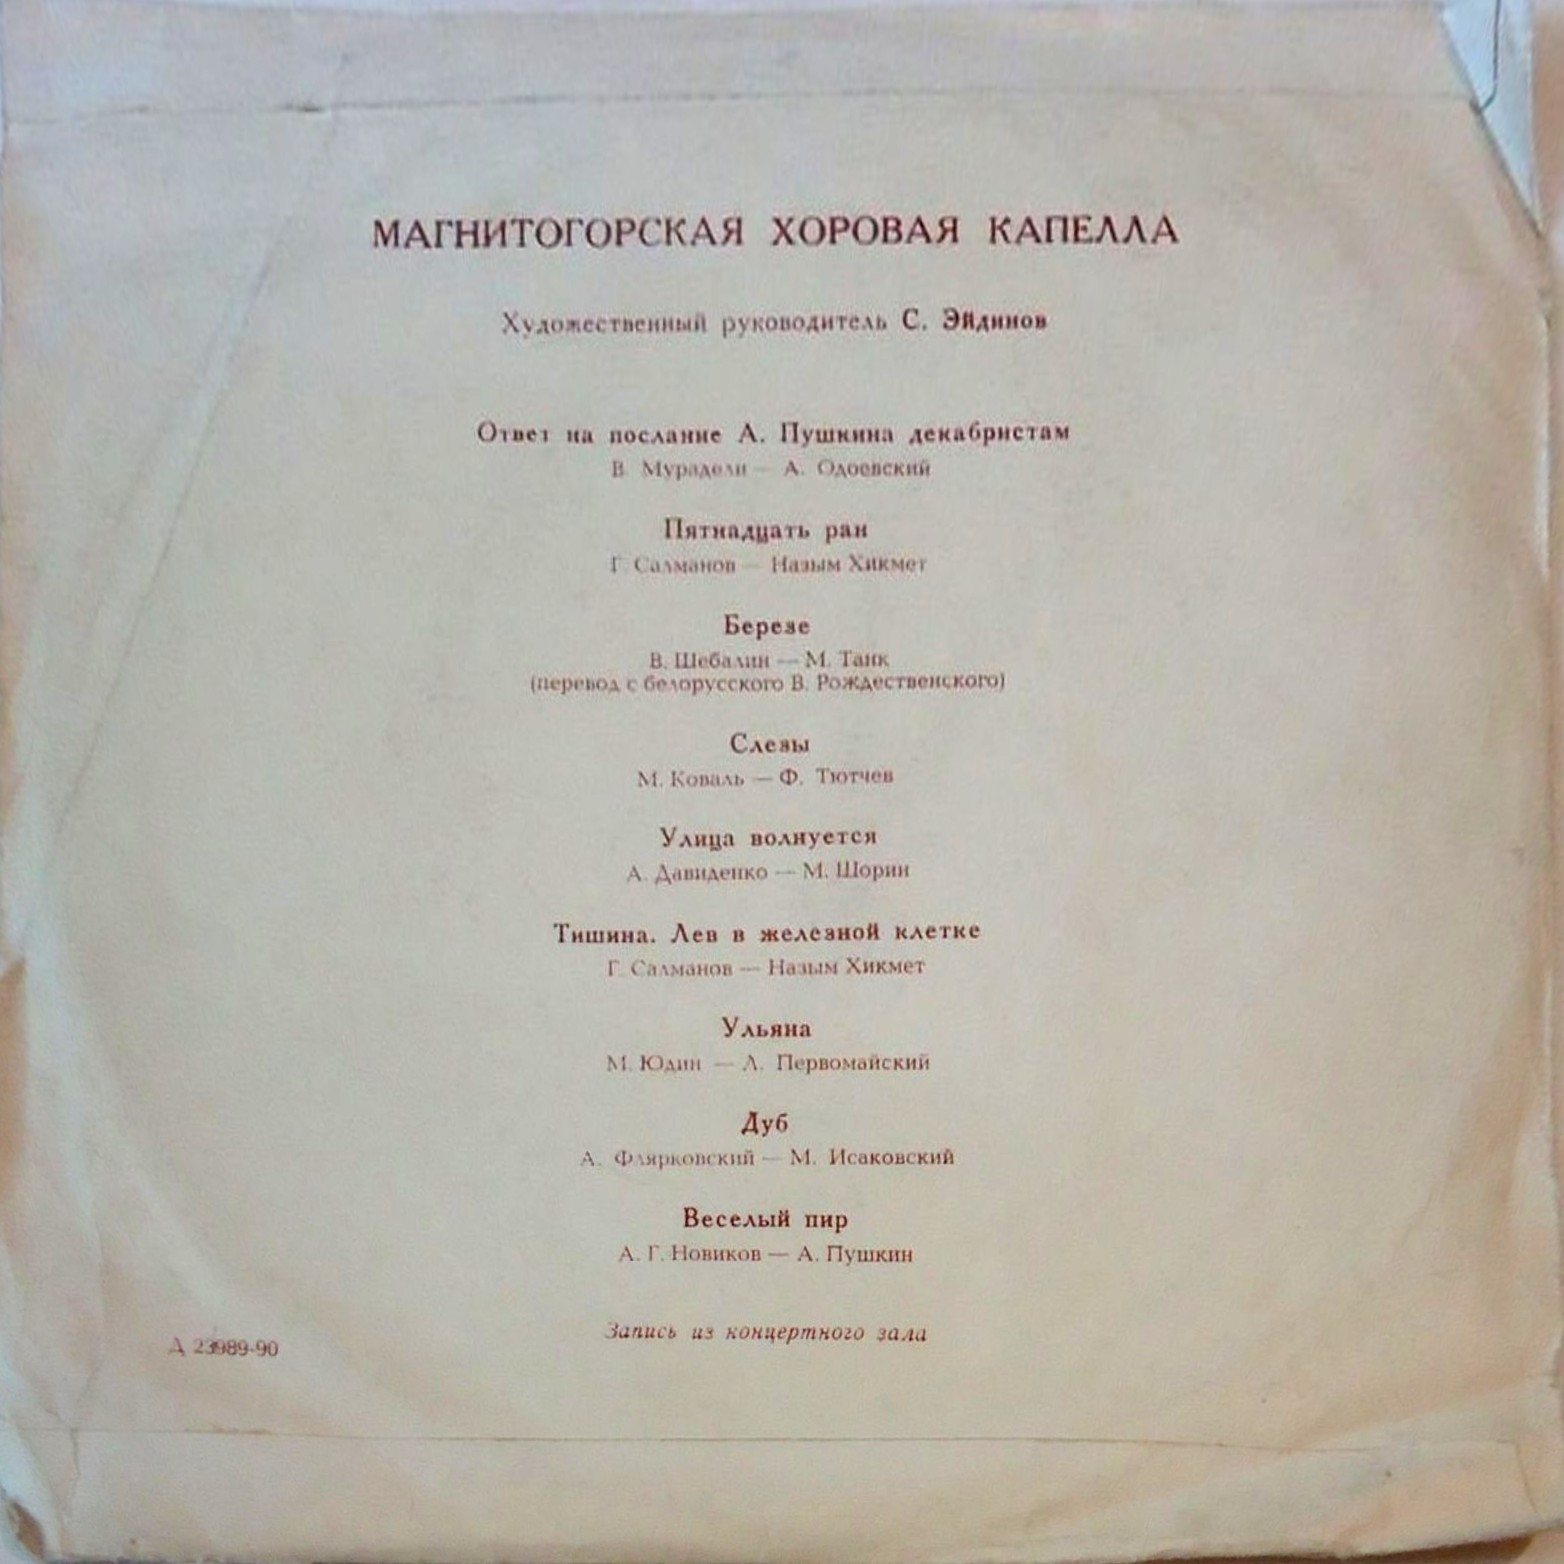 МАГНИТОГОРСКАЯ ХОРОВАЯ КАПЕЛЛА
Художественный руководитель С. Эйдинов
Ответ на послание А. Пушкина декабристам
В. Мурадели — А. Одоевский
Пятнадцать ран
Г. Салманов — Назым Хикмет
Березе
В. Шебалин — М. Танк
(перевод с белорусского В. Рождественского)
Слезы
М. Коваль — Ф. Тютчев
Улица волнуется
А. Давиденко — М. Шорин
Тишина. Лев в железной клетке
Г. Салманов — Назым Хикмет
Ульяна
М. Юдин — Л. Первомайский
Дуб
А. Флярковский — М. Исаковский
Веселый пир
А. Г. Новиков — А. Пушкин
Запись из концертного зала
Д 23989-90